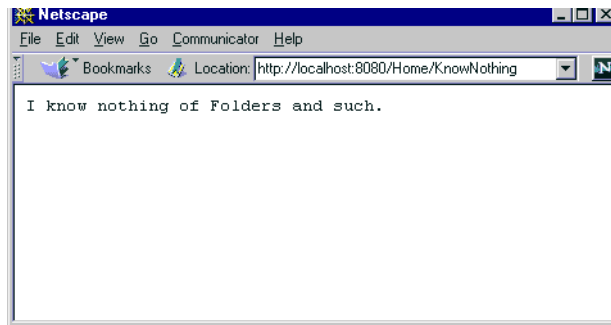 Netscape
File Edit View Go Communicator Help
Bookmarks Location: http://localhost:8080/Home/KnowNothing N
I know nothing of Folders and such.